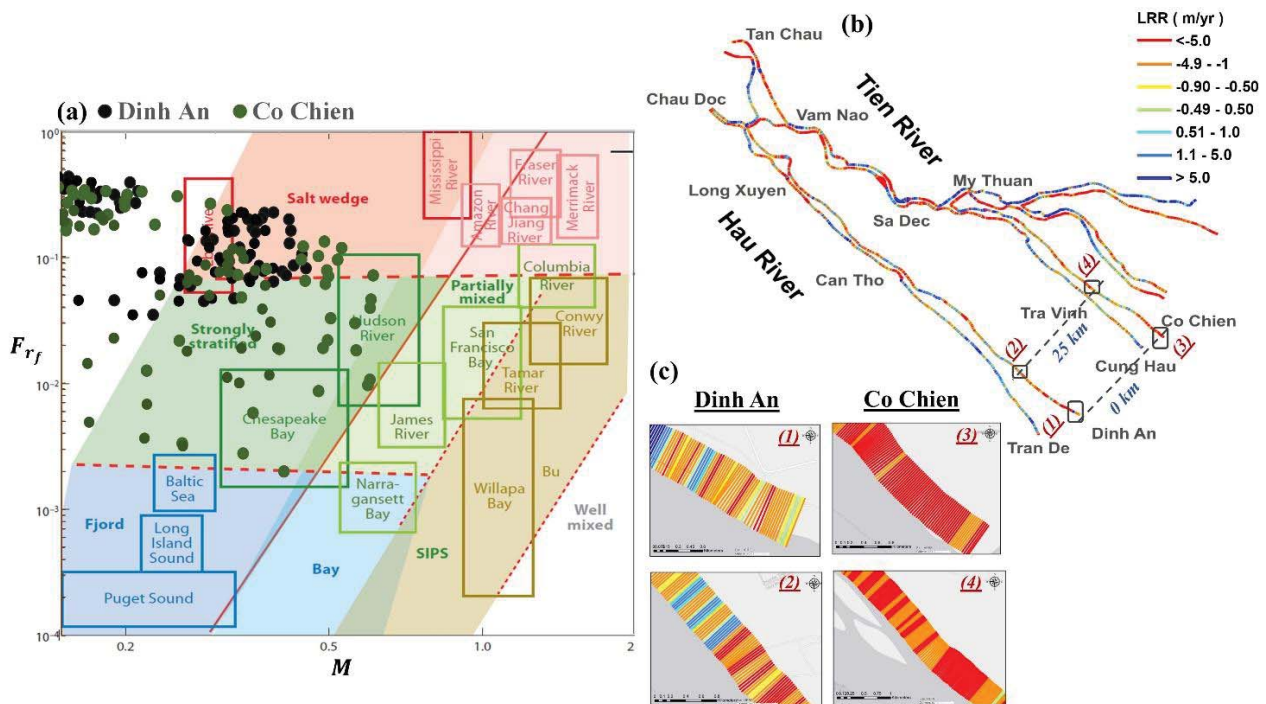 (a) Dinh An Co Chien
10⁰
10⁻¹
10⁻²
10⁻³
10⁻⁴
F_{r_f}
0.2
0.5
1.0
2
M
Salt wedge
Mississippi
River
Amazon
River
Fraser
River
Chang
Jiang
River
Merrimack
River
Columbia
River
Partially
mixed
Strongly
stratified
Hudson
River
San
Francisco
Bay
Conwy
River
Tamar
River
Chesapeake
Bay
James
River
Baltic
Sea
Narra-
gansett
Bay
Willapa
Bay
Bu
Well
mixed
Fjord
Long
Island
Sound
Bay
SIPS
Puget Sound
(b)
LRR ( m/yr)
<-5.0
-4.9 - -1
-0.90 - -0.50
-0.49 - 0.50
0.51 - 1.0
1.1 - 5.0
> 5.0
Tan Chau
Chau Doc
Vam Nao
Tien River
Long Xuyen
My Thuan
Sa Dec
Hau River
Can Tho
(4)
Tra Vinh
Co Chien
(2)
25 km
(3)
Cung Hau
0 km
(1)
Dinh An
Tran De
(c)
Dinh An
Co Chien
(1)
(3)
(2)
(4)